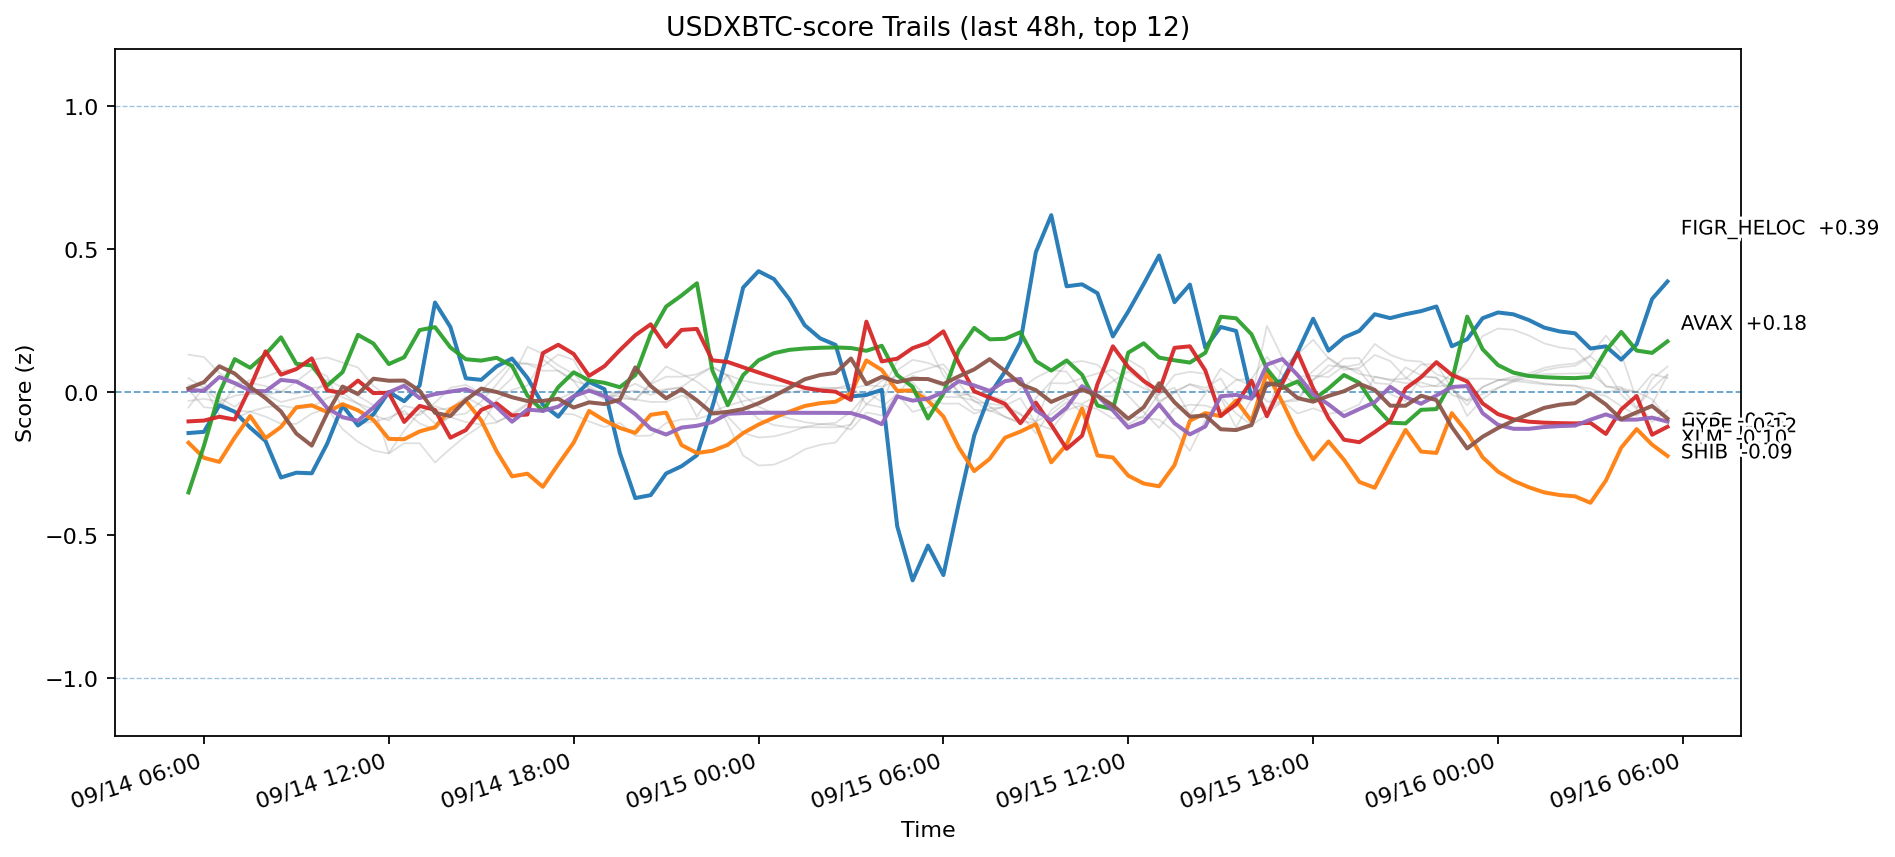 USDXBTC-score Trails (last 48h, top 12)
Score (z)
1.0
0.5
0.0
−0.5
−1.0
FIGR_HELOC +0.39
AVAX +0.18
HYPE
XLM -0.10
SHIB -0.09
09/14 06:00
09/14 12:00
09/14 18:00
09/15 00:00
09/15 06:00
09/15 12:00
09/15 18:00
09/16 00:00
09/16 06:00
Time